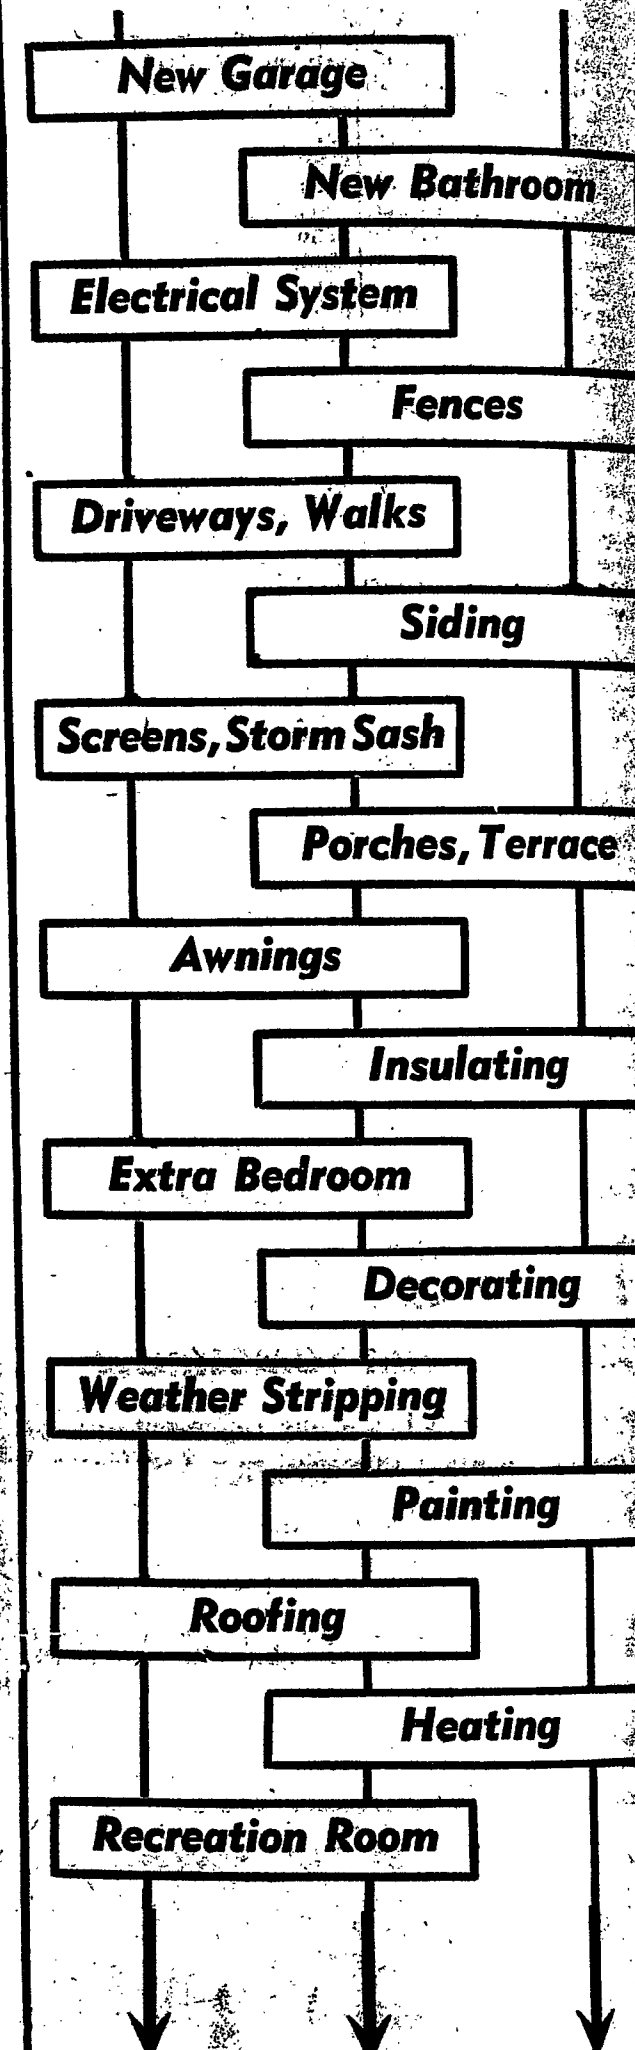 New Garage
New Bathroom
Electrical System
Fences
Driveways, Walks
Siding
Screens, Storm Sash
Porches, Terrace
Awnings
Insulating
Extra Bedroom
Decorating
Weather Stripping
Painting
Roofing
Heating
Recreation Room